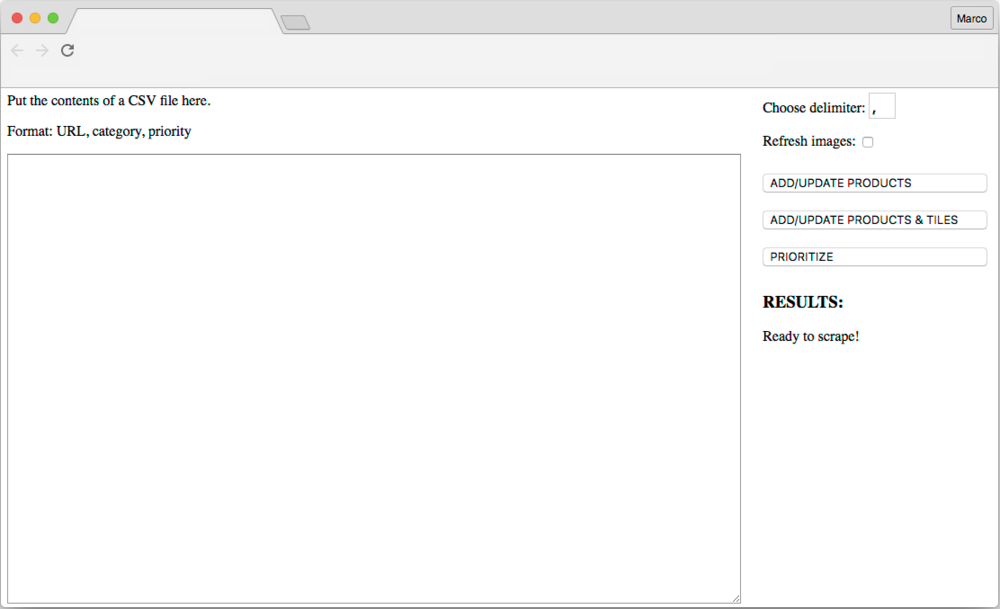 Marco
Put the contents of a CSV file here.
Format: URL, category, priority
Choose delimiter: ,
Refresh images:
ADD/UPDATE PRODUCTS
ADD/UPDATE PRODUCTS & TILES
PRIORITIZE
RESULTS:
Ready to scrape!